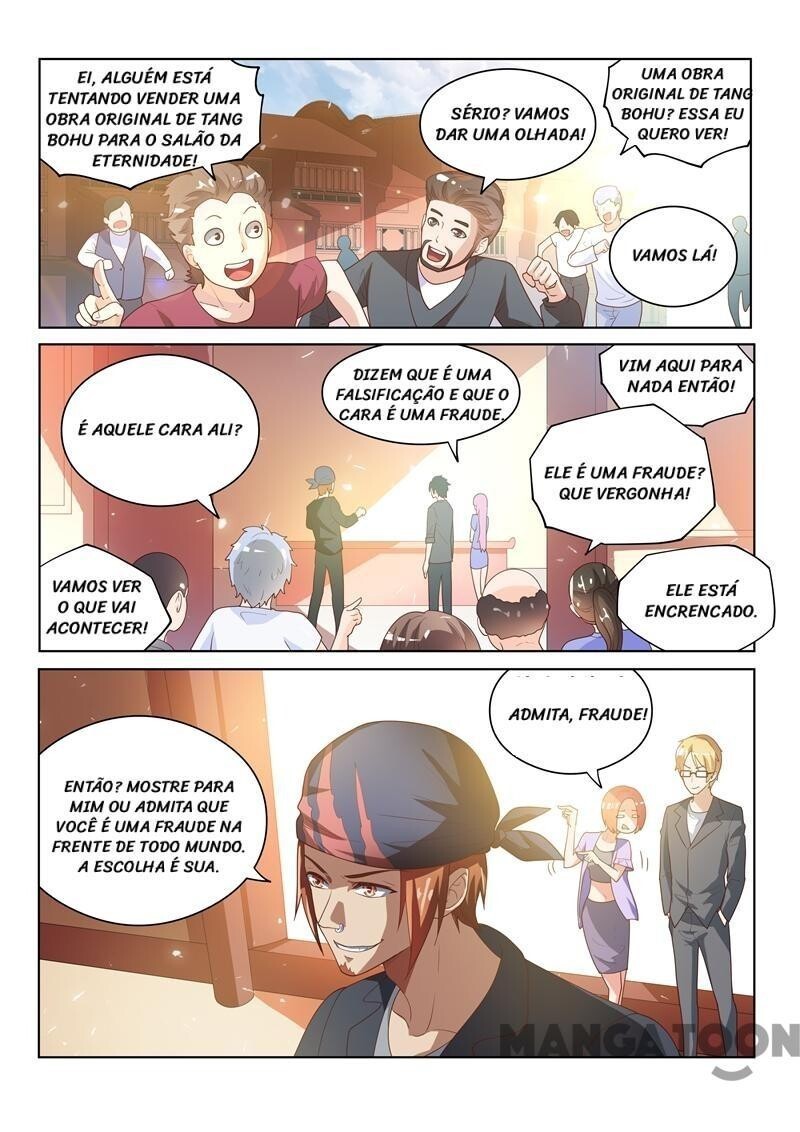 EI, ALGUÉM ESTÁ
TENTANDO VENDER UMA
OBRA ORIGINAL DE TANG
BOHU PARA O SALÃO DA
ETERNIDADE!
SÉRIO? VAMOS
DAR UMA OLHADA!
UMA OBRA
ORIGINAL DE TANG
BOHU? ESSA EU
QUERO VER!
VAMOS LÁ!
É AQUELE CARA ALI?
DIZEM QUE É UMA
FALSIFICAÇÃO E QUE O
CARA É UMA FRAUDE.
VIM AQUI PARA
NADA ENTÃO!
ELE É UMA FRAUDE?
QUE VERGONHA!
VAMOS VER
O QUE VAI
ACONTECER!
ELE ESTÁ
ENCRENCADO.
ADMITA, FRAUDE!
ENTÃO? MOSTRE PARA
MIM OU ADMITA QUE
VOCÊ É UMA FRAUDE NA
FRENTE DE TODO MUNDO.
A ESCOLHA É SUA.
MANGATOON